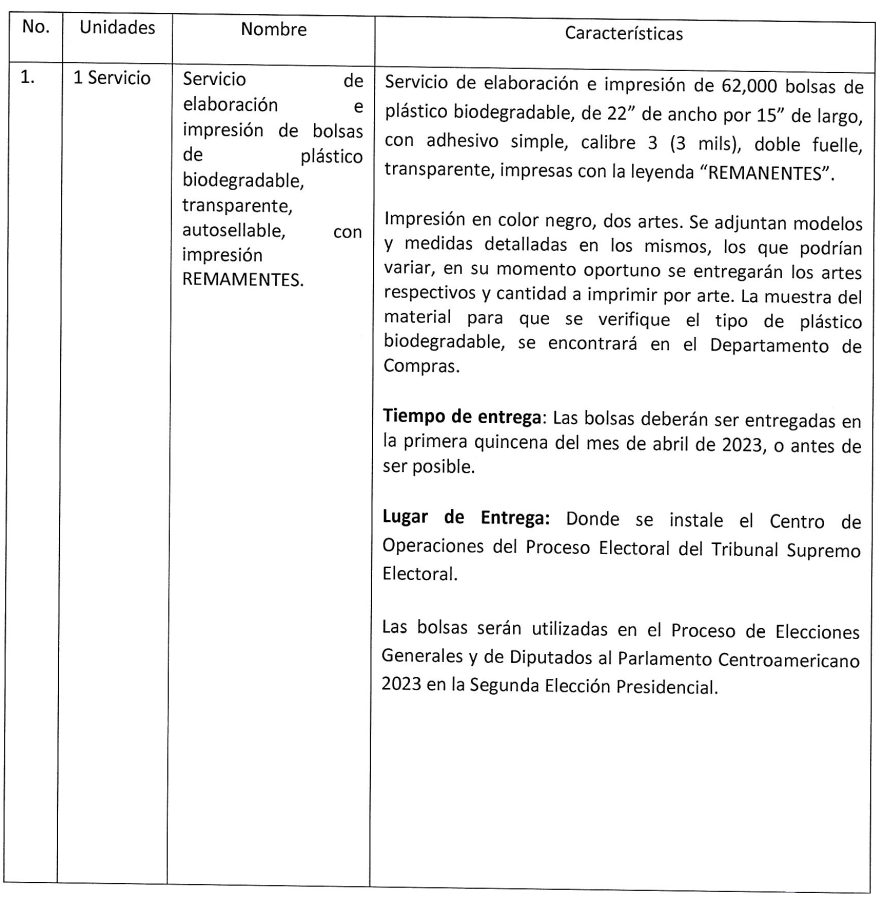 No.
Unidades
Nombre
Características
1.
1 Servicio
Servicio de
elaboración e
impresión de bolsas
de plástico
biodegradable,
transparente,
autosellable, con
impresión
REMAMENTES.
Servicio de elaboración e impresión de 62,000 bolsas de
plástico biodegradable, de 22” de ancho por 15” de largo,
con adhesivo simple, calibre 3 (3 mils), doble fuelle,
transparente, impresas con la leyenda “REMANENTES”.
Impresión en color negro, dos artes. Se adjuntan modelos
y medidas detalladas en los mismos, los que podrían
variar, en su momento oportuno se entregarán los artes
respectivos y cantidad a imprimir por arte. La muestra del
material para que se verifique el tipo de plástico
biodegradable, se encontrará en el Departamento de
Compras.
Tiempo de entrega: Las bolsas deberán ser entregadas en
la primera quincena del mes de abril de 2023, o antes de
ser posible.
Lugar de Entrega: Donde se instale el Centro de
Operaciones del Proceso Electoral del Tribunal Supremo
Electoral.
Las bolsas serán utilizadas en el Proceso de Elecciones
Generales y de Diputados al Parlamento Centroamericano
2023 en la Segunda Elección Presidencial.